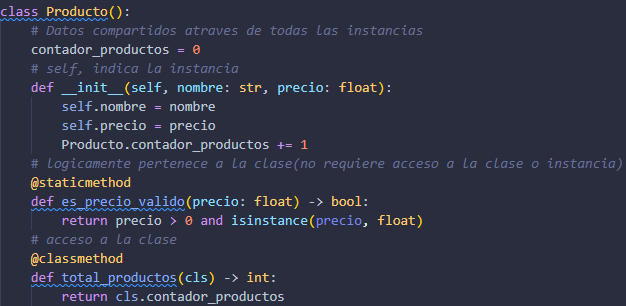 class Producto():
    # Datos compartidos atraves de todas las instancias
    contador_productos = 0
    # self, indica la instancia
    def __init__(self, nombre: str, precio: float):
        self.nombre = nombre
        self.precio = precio
        Producto.contador_productos += 1
    # logicamente pertenece a la clase(no requiere acceso a la clase o instancia)
    @staticmethod
    def es_precio_valido(precio: float) -> bool:
        return precio > 0 and isinstance(precio, float)
    # acceso a la clase
    @classmethod
    def total_productos(cls) -> int:
        return cls.contador_productos